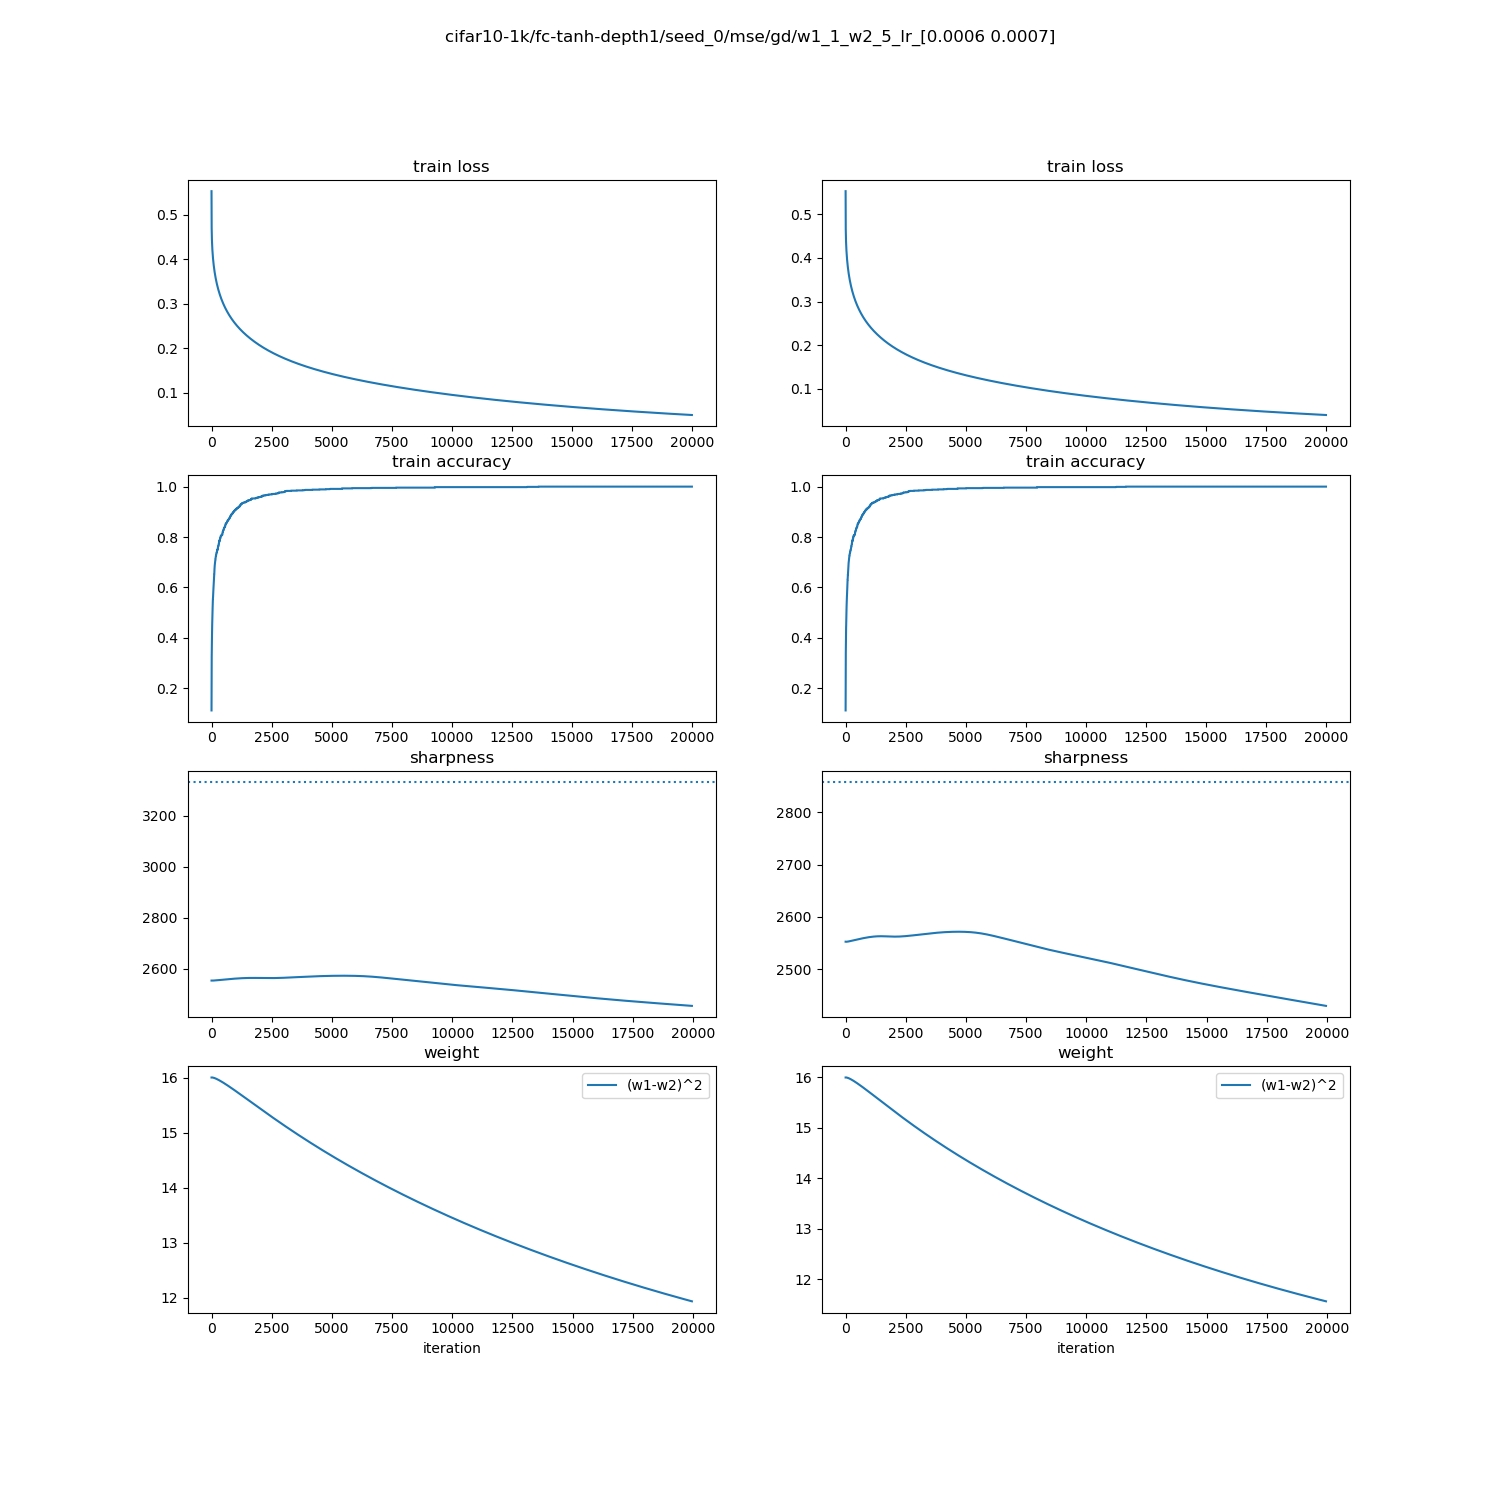 cifar10-1k/fc-tanh-depth1/seed_0/mse/gd/w1_1_w2_5_lr_[0.0006 0.0007]
train loss
0.5
0.4
0.3
0.2
0.1
0 2500 5000 7500 10000 12500 15000 17500 20000
train loss
0.5
0.4
0.3
0.2
0.1
0 2500 5000 7500 10000 12500 15000 17500 20000
train accuracy
1.0
0.8
0.6
0.4
0.2
0 2500 5000 7500 10000 12500 15000 17500 20000
train accuracy
1.0
0.8
0.6
0.4
0.2
0 2500 5000 7500 10000 12500 15000 17500 20000
sharpness
3200
3000
2800
2600
0 2500 5000 7500 10000 12500 15000 17500 20000
sharpness
2800
2700
2600
2500
0 2500 5000 7500 10000 12500 15000 17500 20000
weight
(w1-w2)^2
16
15
14
13
12
0 2500 5000 7500 10000 12500 15000 17500 20000
iteration
weight
(w1-w2)^2
16
15
14
13
12
0 2500 5000 7500 10000 12500 15000 17500 20000
iteration